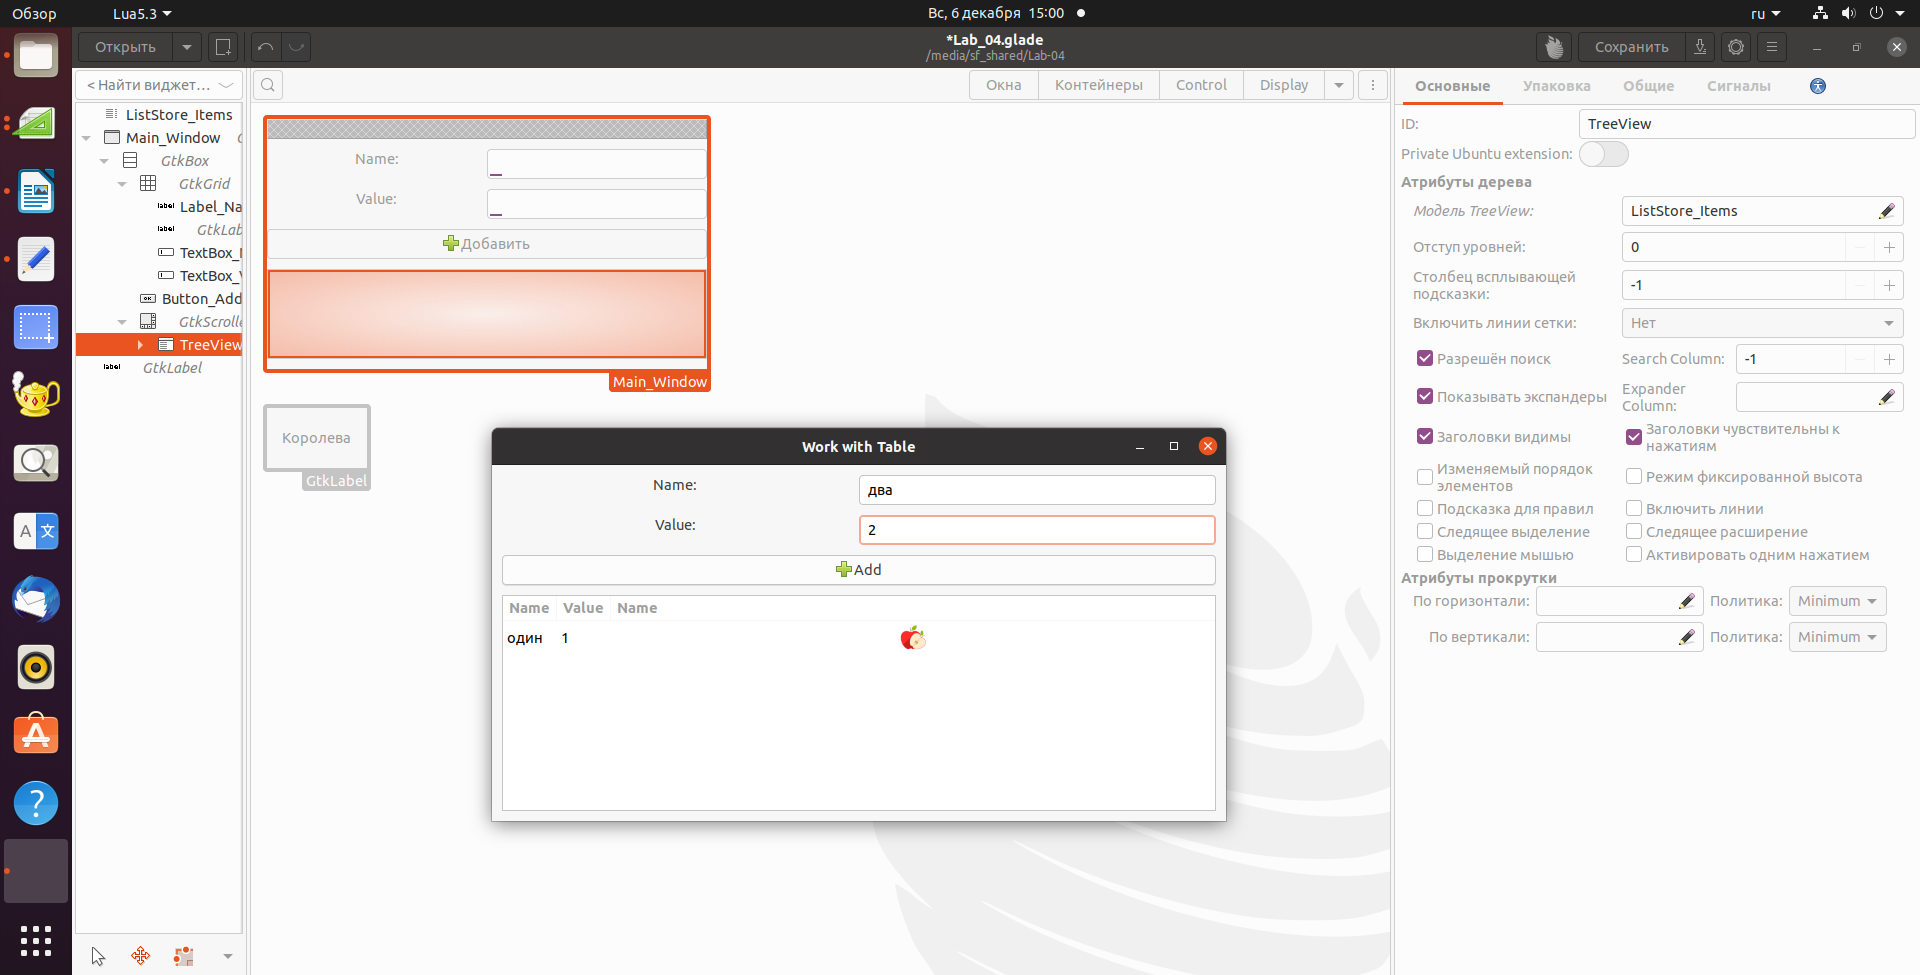 Обзор
Lua5.3
Вс, 6 декабря 15:00
ru
Открыть
*Lab_04.glade
/media/sf_shared/Lab-04
Сохранить
< Найти виджет…
Окна
Контейнеры
Control
Display
ListStore_Items
Main_Window
GtkBox
GtkGrid
label Label_Na
label GtkLab
TextBox_
TextBox_
OK Button_Add
GtkScrolle
TreeView
label GtkLabel
Name:
Value:
Добавить
Main_Window
Королева
GtkLabel
Work with Table
Name:
два
Value:
2
Add
Name Value Name
один 1
Основные
Упаковка
Общие
Сигналы
ID:
TreeView
Private Ubuntu extension:
Атрибуты дерева
Модель TreeView:
ListStore_Items
Отступ уровней:
0
Столбец всплывающей
подсказки:
-1
Включить линии сетки:
Нет
Разрешён поиск
Search Column:
-1
Показывать экспандеры
Expander
Column:
Заголовки видимы
Заголовки чувствительны к
нажатиям
Изменяемый порядок
элементов
Режим фиксированной высота
Подсказка для правил
Включить линии
Следящее выделение
Следящее расширение
Выделение мышью
Активировать одним нажатием
Атрибуты прокрутки
По горизонтали:
Политика:
Minimum
По вертикали:
Политика:
Minimum